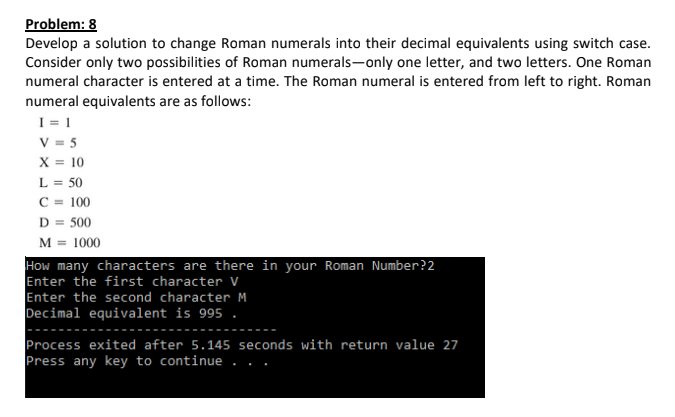 Problem: 8
Develop a solution to change Roman numerals into their decimal equivalents using switch case.
Consider only two possibilities of Roman numerals—only one letter, and two letters. One Roman
numeral character is entered at a time. The Roman numeral is entered from left to right. Roman
numeral equivalents are as follows:
I = 1
V = 5
X = 10
L = 50
C = 100
D = 500
M = 1000
How many characters are there in your Roman Number?2
Enter the first character V
Enter the second character M
Decimal equivalent is 995 .
--------------------------------
Process exited after 5.145 seconds with return value 27
Press any key to continue . . .